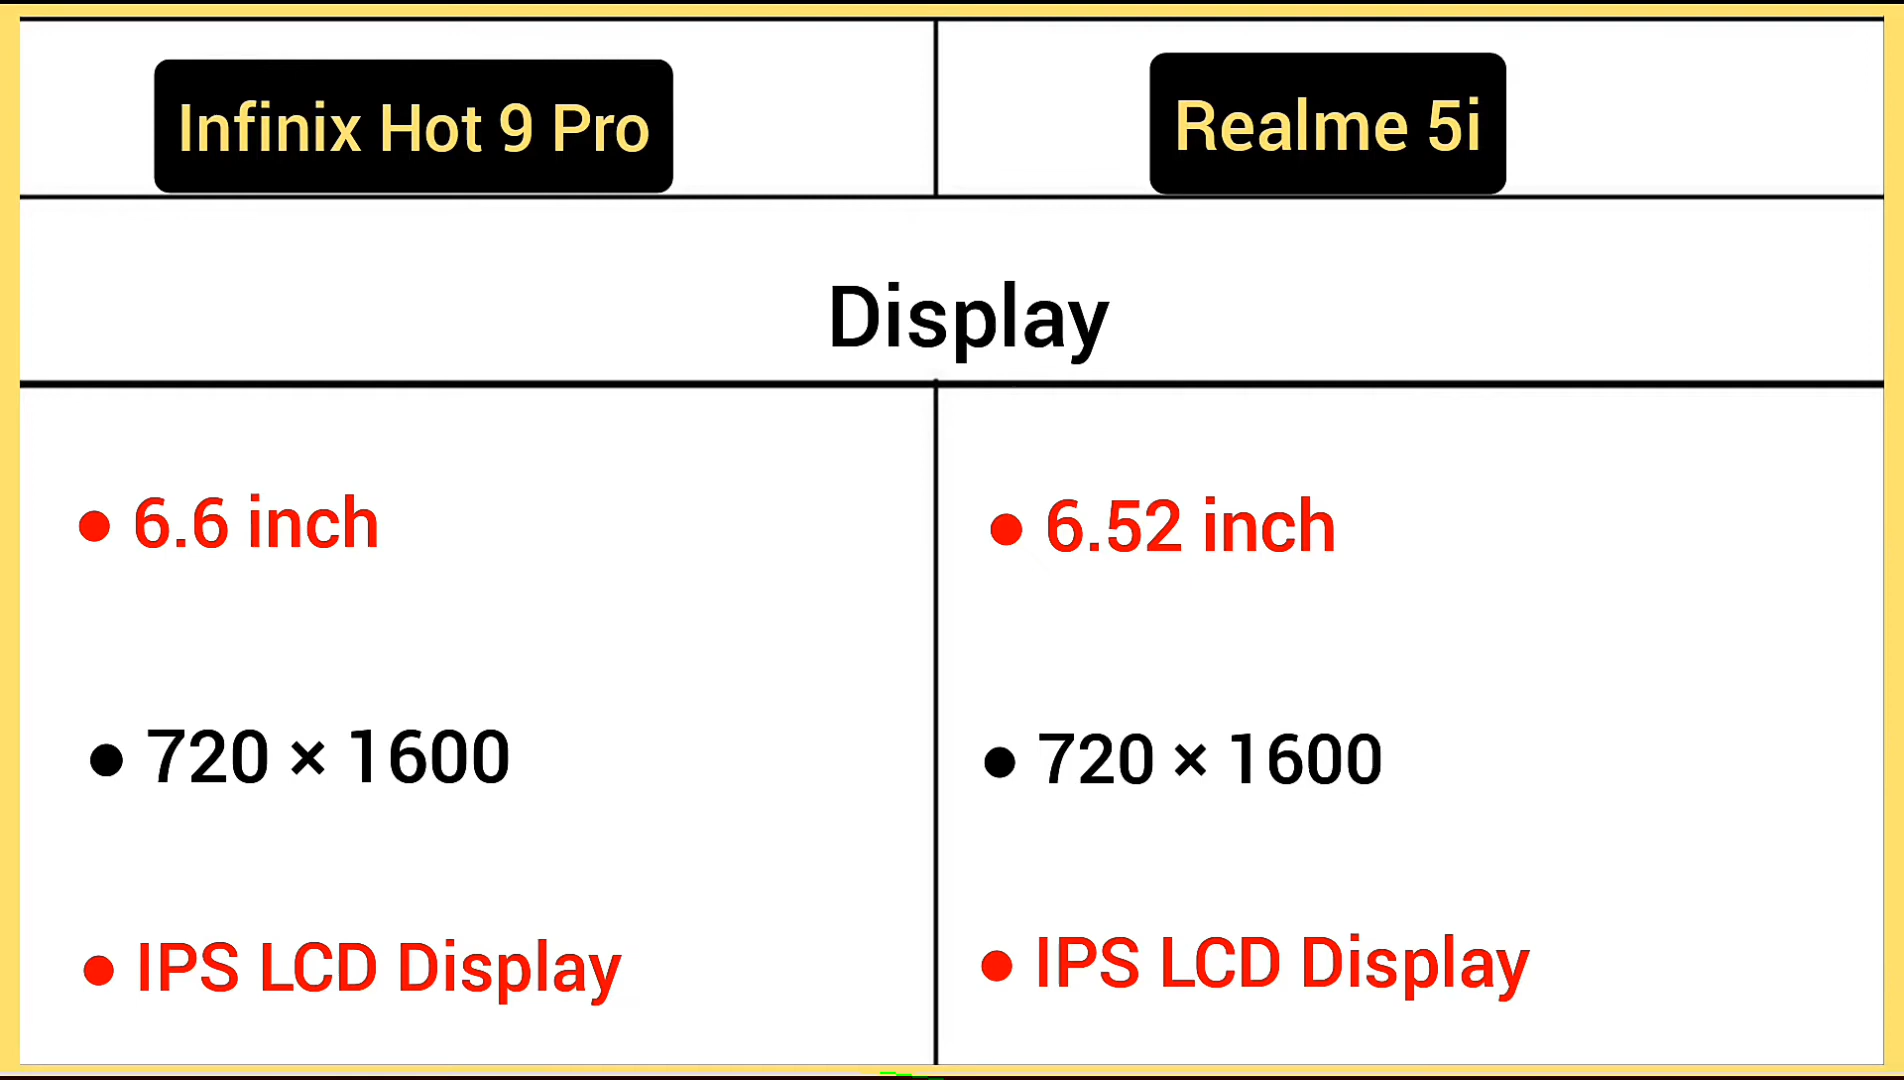 Infinix Hot 9 Pro
Realme 5i
Display
• 6.6 inch
• 6.52 inch
• 720 × 1600
• 720 × 1600
• IPS LCD Display
• IPS LCD Display